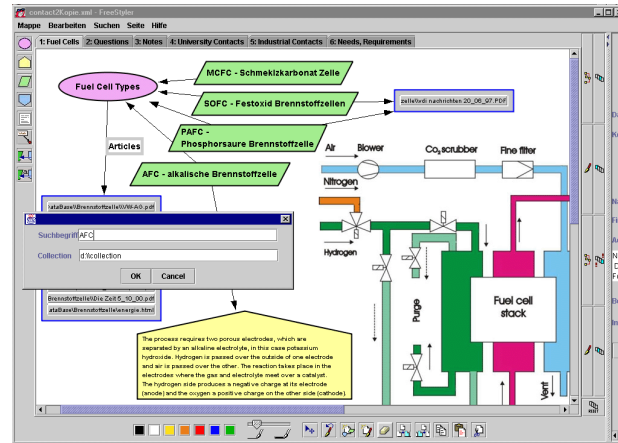 contact2Kopie.xml - FreeStyler
Mappe Bearbeiten Suchen Seite Hilfe
1: Fuel Cells 2: Questions 3: Notes 4: University Contacts 5: Industrial Contacts 6: Needs, Requirements
MCFC - Schmelzkarbonat Zelle
Fuel Cell Types
SOFC - Festoxid Brennstoffzellen
zelle\vdi nachrichten 20_06_97.PDF
PAFC -
Phosphorsaure Brennstoffzelle
Articles
AFC - alkalische Brennstoffzelle
Air Blower Co₂ scrubber Fine filter
Nitrogen
Hydrogen
Purge
Fuel cell
stack
Vent
Suchbegriff AFC
Collection d:\\collection
OK Cancel
Brennstoffzelle\Die Zeit 5_10_00.pdf
ataBase\Brennstoffzelle\energie.html
The process requires two porous electrodes, which are
separated by an alkaline electrolyte, in this case potassium
hydroxide. Hydrogen is passed over the outside of one electrode
and air is passed over the other. The reaction takes place in the
electrodes where the gas and electrolyte meet over a catalyst.
The hydrogen side produces a negative charge at its electrode
(anode) and the oxygen a positive charge on the other side (cathode).
RESET